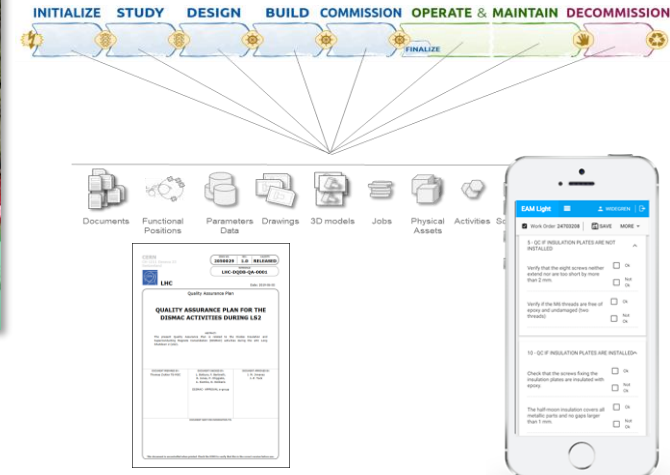 INITIALIZE STUDY DESIGN BUILD COMMISSION OPERATE & MAINTAIN DECOMMISSION
FINALIZE
Documents
Functional
Positions
Parameters
Data
Drawings
3D models
Jobs
Physical
Assets
Activities
LHC
1.0 RELEASED
LHC-DQDB-QA-0001
Quality Assurance Plan
QUALITY ASSURANCE PLAN FOR THE
DISMAC ACTIVITIES DURING LS2
EAM Light
WIDEGREN
Work Order 24703208 SAVE MORE
5 - QC IF INSULATION PLATES ARE NOT
INSTALLED
Verify that the eight screws neither
extend nor are too short by more
than 2 mm.
Ok
Not
Ok
Verify if the M6 threads are free of
epoxy and undamaged (two
threads)
Ok
Not
Ok
10 - QC IF INSULATION PLATES ARE INSTALLED
Check that the screws fixing the
insulation plates are insulated with
epoxy.
Ok
Not
Ok
The half-moon insulation covers all
metallic parts and no gaps larger
than 1 mm.
Ok
Not
Ok